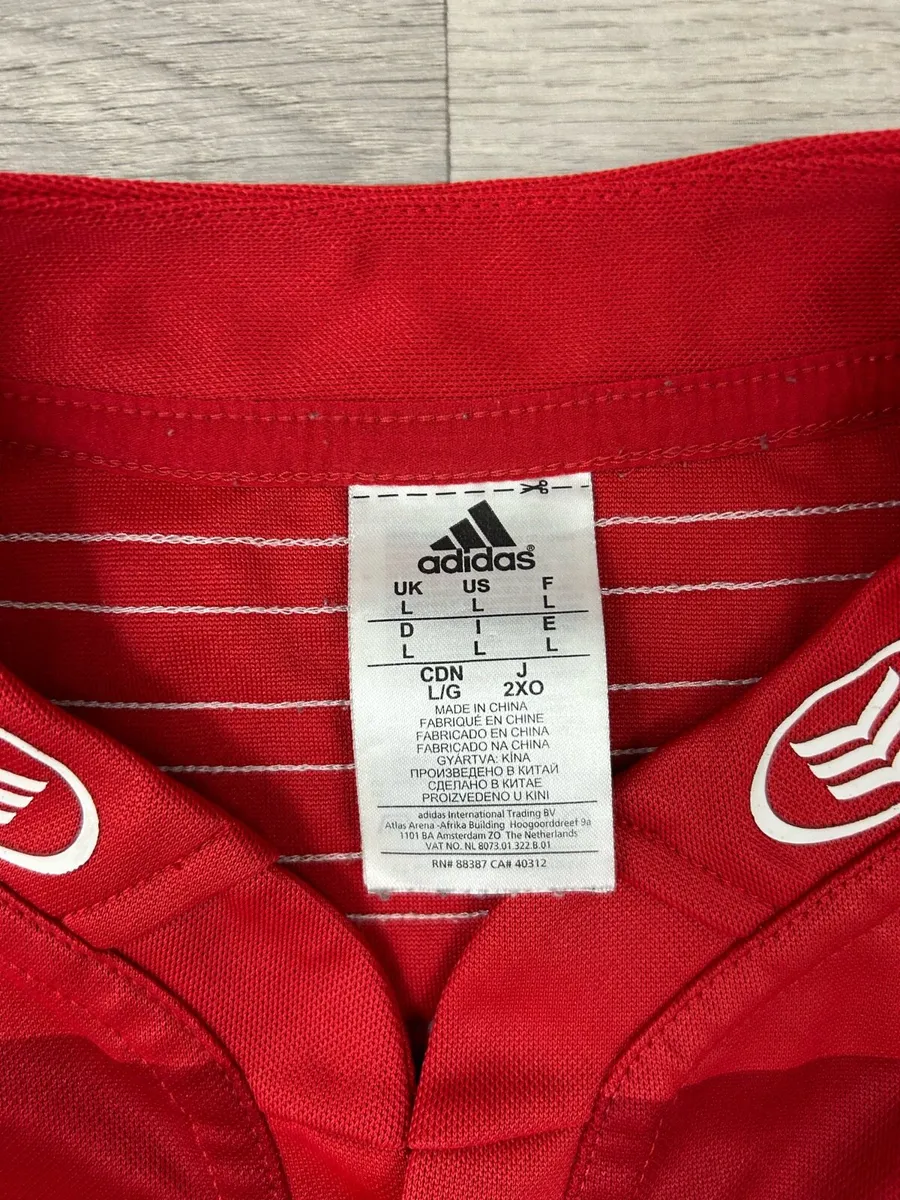 adidas®
UK US F
L L L
D I E
L L L
CDN J
L/G 2XO
MADE IN CHINA
FABRIQUÉ EN CHINE
FABRICADO EN CHINA
FABRICADO NA CHINA
GYÁRTVA: KÍNA
ПРОИЗВЕДЕНО В КИТАЙ
СДЕЛАНО В КИТАЕ
PROIZVEDENO U KINI
adidas International Trading BV
Atlas Arena -Afrika Building Hoogoorddreef 9a
1101 BA Amsterdam ZO The Netherlands
VAT NO. NL 8073.01.322.B.01
RN# 88387 CA# 40312